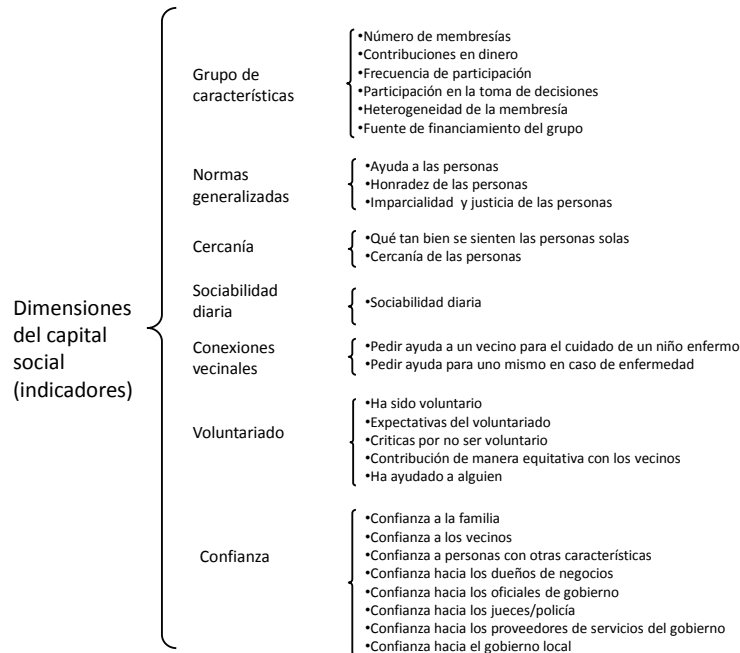 Dimensiones
del capital
social
(indicadores)
Grupo de
características
•Número de membresías
•Contribuciones en dinero
•Frecuencia de participación
•Participación en la toma de decisiones
•Heterogeneidad de la membresía
•Fuente de financiamiento del grupo
Normas
generalizadas
•Ayuda a las personas
•Honradez de las personas
•Imparcialidad y justicia de las personas
Cercanía
•Qué tan bien se sienten las personas solas
•Cercanía de las personas
Sociabilidad
diaria
•Sociabilidad diaria
Conexiones
vecinales
•Pedir ayuda a un vecino para el cuidado de un niño enfermo
•Pedir ayuda para uno mismo en caso de enfermedad
Voluntariado
•Ha sido voluntario
•Expectativas del voluntariado
•Criticas por no ser voluntario
•Contribución de manera equitativa con los vecinos
•Ha ayudado a alguien
Confianza
•Confianza a la familia
•Confianza a los vecinos
•Confianza a personas con otras características
•Confianza hacia los dueños de negocios
•Confianza hacia los oficiales de gobierno
•Confianza hacia los jueces/policía
•Confianza hacia los proveedores de servicios del gobierno
•Confianza hacia el gobierno local